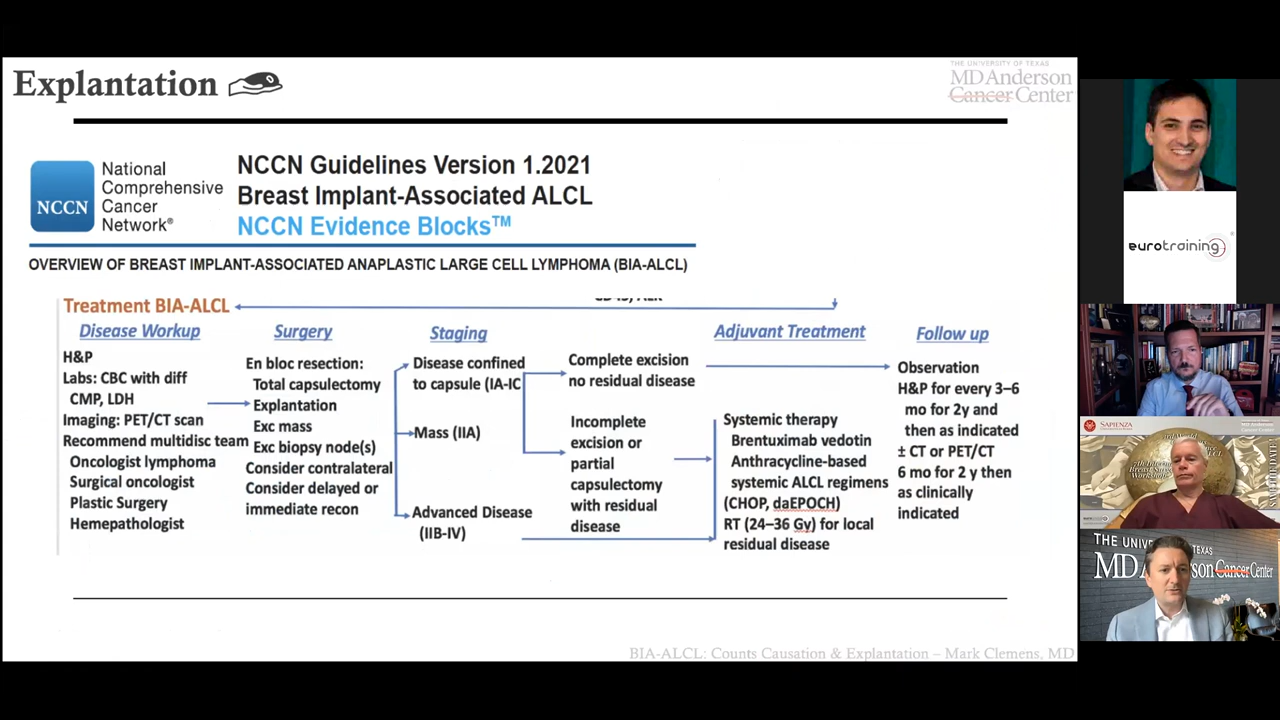 Explantation
THE UNIVERSITY OF TEXAS
MD Anderson
Cancer Center
NCCN
National
Comprehensive
Cancer
Network®
NCCN Guidelines Version 1.2021
Breast Implant-Associated ALCL
NCCN Evidence Blocks™
OVERVIEW OF BREAST IMPLANT-ASSOCIATED ANAPLASTIC LARGE CELL LYMPHOMA (BIA-ALCL)
Treatment BIA-ALCL
Disease Workup
H&P
Labs: CBC with diff
CMP, LDH
Imaging: PET/CT scan
Recommend multidisc team
Oncologist lymphoma
Surgical oncologist
Plastic Surgery
Hemepathologist
Surgery
En bloc resection:
Total capsulectomy
Explantation
Exc mass
Exc biopsy node(s)
Consider contralateral
Consider delayed or
immediate recon
Staging
Disease confined
to capsule (IA-IC
Mass (IIA)
Advanced Disease
(IIB-IV)
Complete excision
no residual disease
Incomplete
excision or
partial
capsulectomy
with residual
disease
Adjuvant Treatment
Systemic therapy
Brentuximab vedotin
Anthracycline-based
systemic ALCL regimens
(CHOP, daEPOCH)
RT (24–36 Gy) for local
residual disease
Follow up
Observation
H&P for every 3–6
mo for 2y and
then as indicated
± CT or PET/CT
6 mo for 2 y then
as clinically
indicated
BIA-ALCL: Counts Causation & Explantation – Mark Clemens, MD
eurotraining®
SAPIENZA
THE UNIVERSITY OF TEXAS
MD Anderson Cancer Center